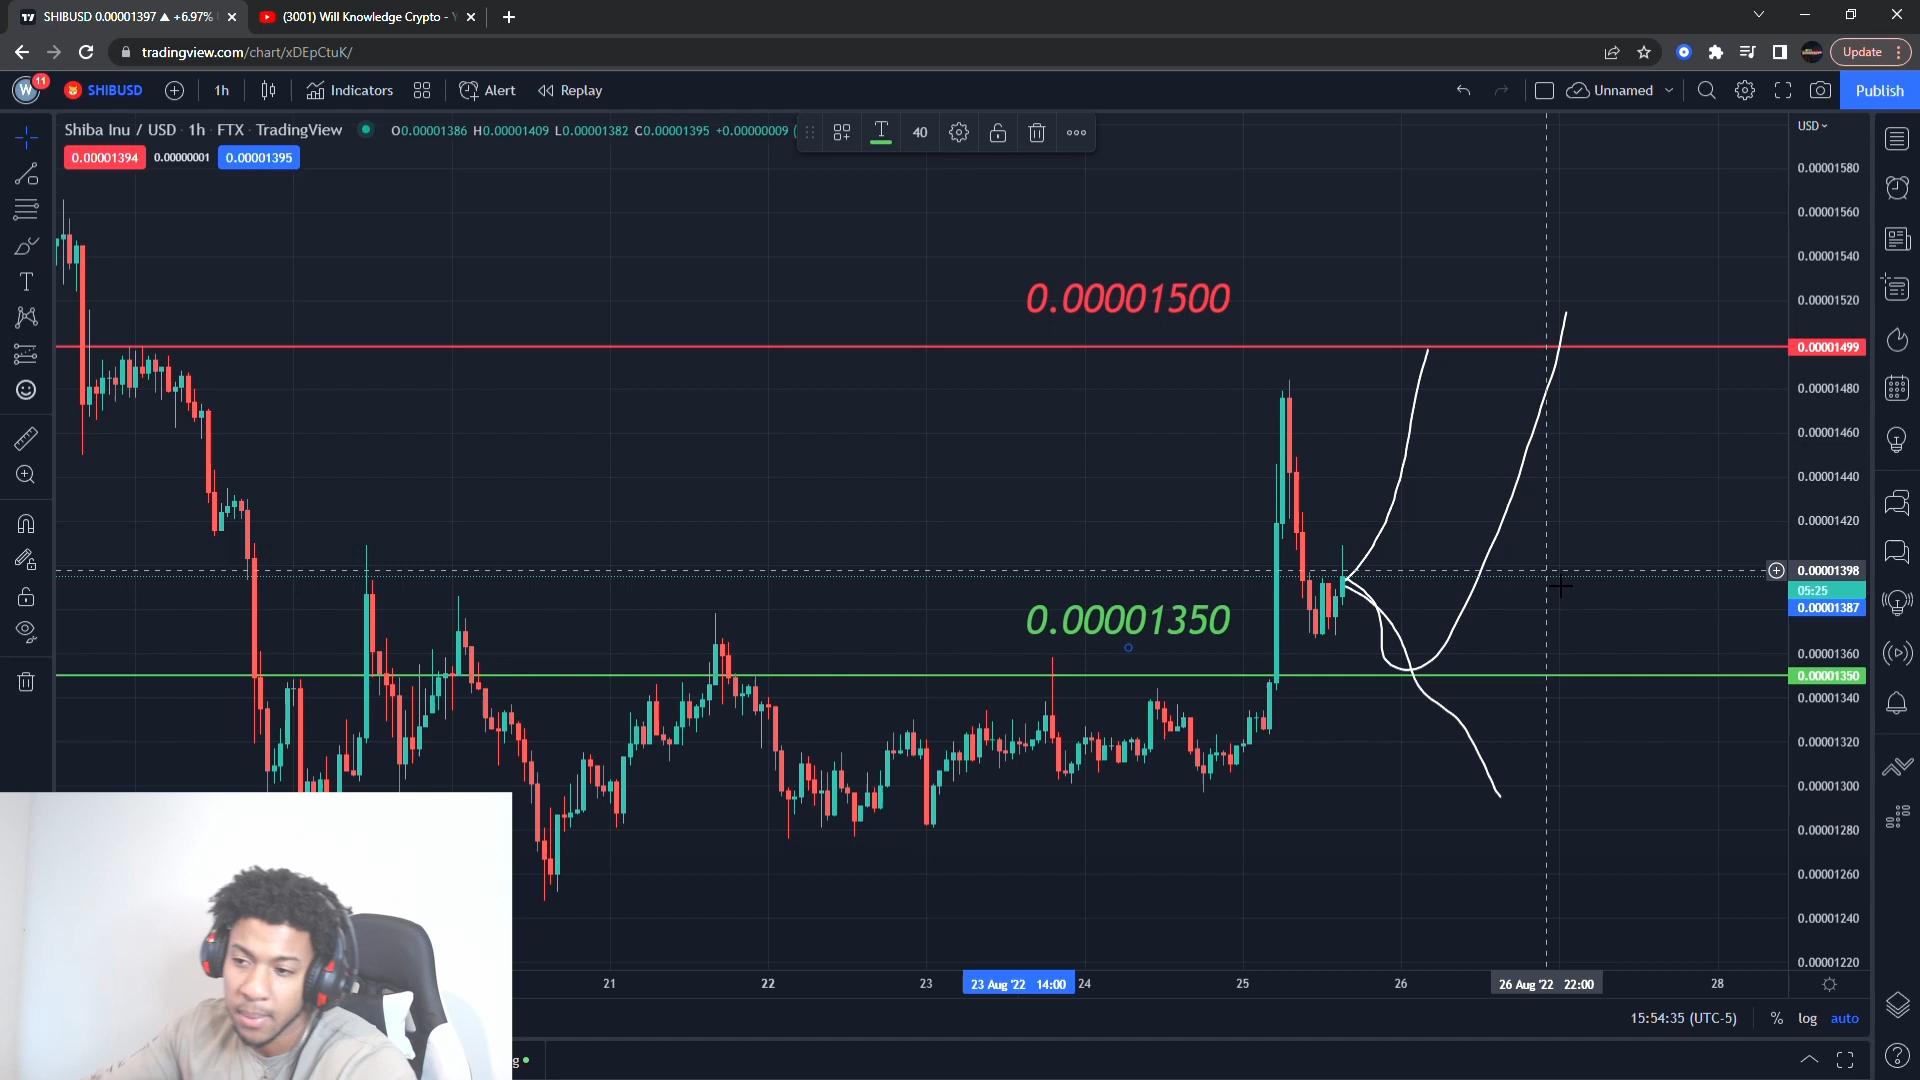 SHIBUSD 0.00001397 ▲ +6.97%
(3001) Will Knowledge Crypto - Y
tradingview.com/chart/xDEpCtuK/
Update
W 11 SHIBUSD 1h Indicators Alert Replay Unnamed Publish
Shiba Inu / USD · 1h · FTX · TradingView O0.00001386 H0.00001409 L0.00001382 C0.00001395 +0.00000009 (
T 40
0.00001394 0.00000001 0.00001395
USD
0.00001580
0.00001560
0.00001540
0.00001520
0.00001500
0.00001499
0.00001480
0.00001460
0.00001440
0.00001420
0.00001398
05:25
0.00001387
0.00001350
0.00001360
0.00001350
0.00001340
0.00001320
0.00001300
0.00001280
0.00001260
0.00001240
0.00001220
21 22 23 23 Aug '22 14:00 24 25 26 26 Aug '22 22:00 28
15:54:35 (UTC-5) % log auto
g